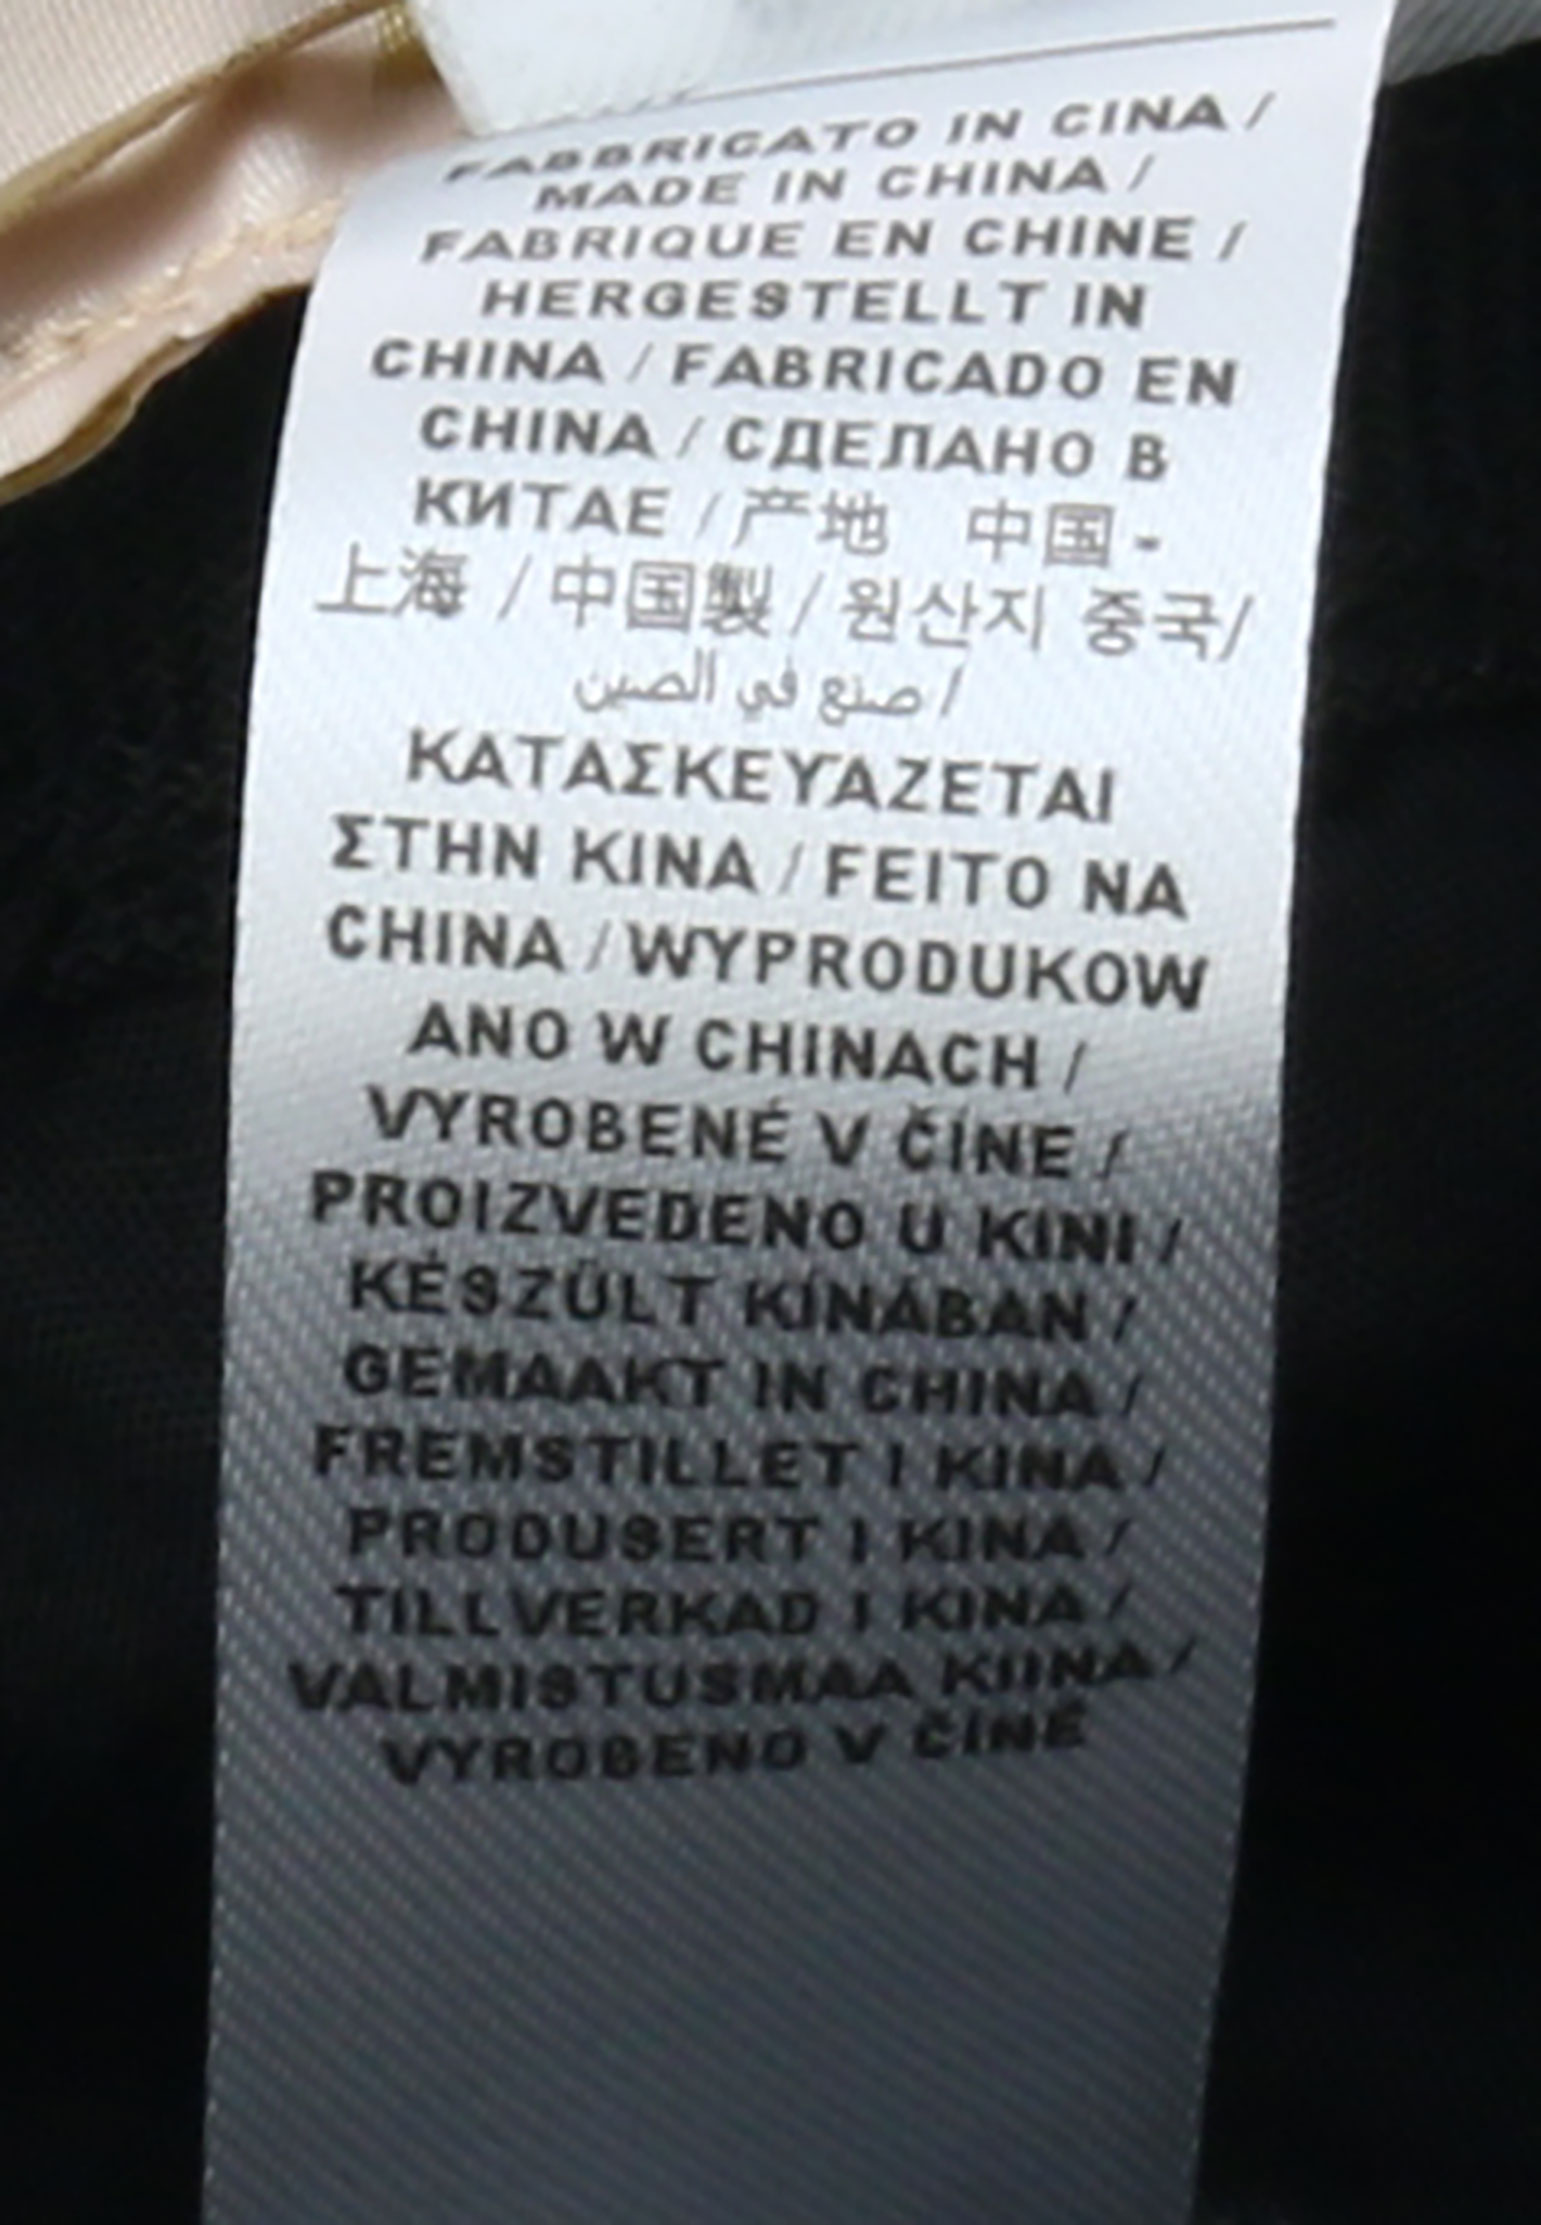 FABBRICATO IN CINA /
MADE IN CHINA /
FABRIQUE EN CHINE /
HERGESTELLT IN
CHINA / FABRICADO EN
CHINA / СДЕЛАНО В
КИТАЕ / 产地 中国 -
上海 / 中国製 / 원산지 중국/
صنع في الصين /
ΚΑΤΑΣΚΕΥΑΖΕΤΑΙ
ΣΤΗΝ ΚΙΝΑ / FEITO NA
CHINA / WYPRODUKOW
ANO W CHINACH /
VYROBENÉ V ČÍNE /
PROIZVEDENO U KINI /
KÉSZÜLT KÍNÁBAN /
GEMAAKT IN CHINA /
FREMSTILLET I KINA /
PRODUSERT I KINA /
TILLVERKAD I KINA /
VALMISTUSMAA KIINA /
VYROBENO V ČÍNĚ